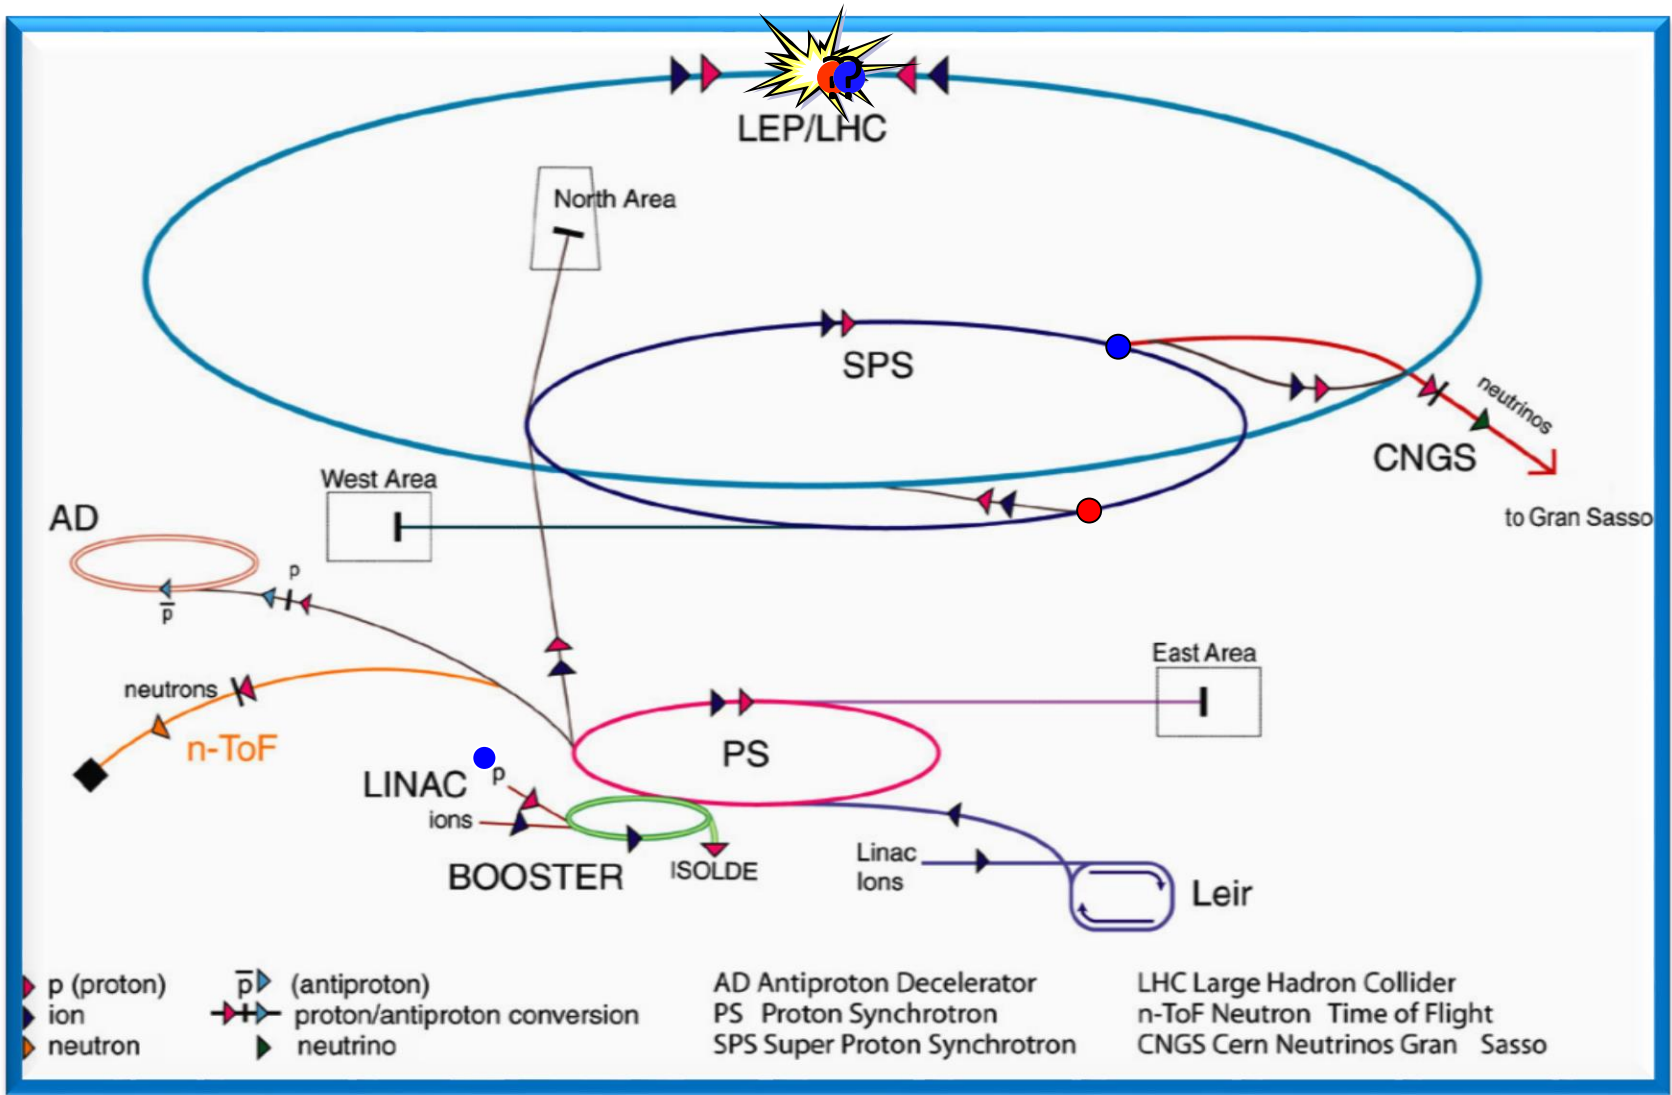 ? ?
LEP/LHC
North Area
SPS
neutrinos
CNGS
West Area
to Gran Sasso
AD
p
p̅
East Area
neutrons
n-ToF
PS
LINAC
p
ions
BOOSTER
ISOLDE
Linac
Ions
Leir
p (proton)
ion
neutron
p̅ (antiproton)
proton/antiproton conversion
neutrino
AD Antiproton Decelerator
PS Proton Synchrotron
SPS Super Proton Synchrotron
LHC Large Hadron Collider
n-ToF Neutron Time of Flight
CNGS Cern Neutrinos Gran Sasso